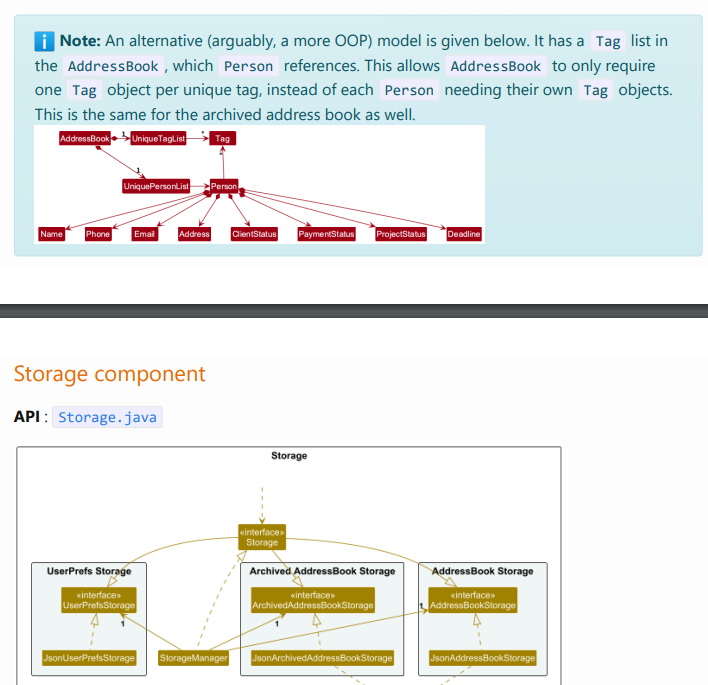 i Note: An alternative (arguably, a more OOP) model is given below. It has a Tag list in
the AddressBook , which Person references. This allows AddressBook to only require
one Tag object per unique tag, instead of each Person needing their own Tag objects.
This is the same for the archived address book as well.
AddressBook 1 UniqueTagList * Tag
1 *
UniquePersonList Person
Name Phone Email Address ClientStatus PaymentStatus ProjectStatus Deadline
Storage component
API : Storage.java
Storage
«interface»
Storage
UserPrefs Storage Archived AddressBook Storage AddressBook Storage
«interface» «interface» «interface»
UserPrefsStorage ArchivedAddressBookStorage 1 AddressBookStorage
1 1
JsonUserPrefsStorage StorageManager JsonArchivedAddressBookStorage JsonAddressBookStorage